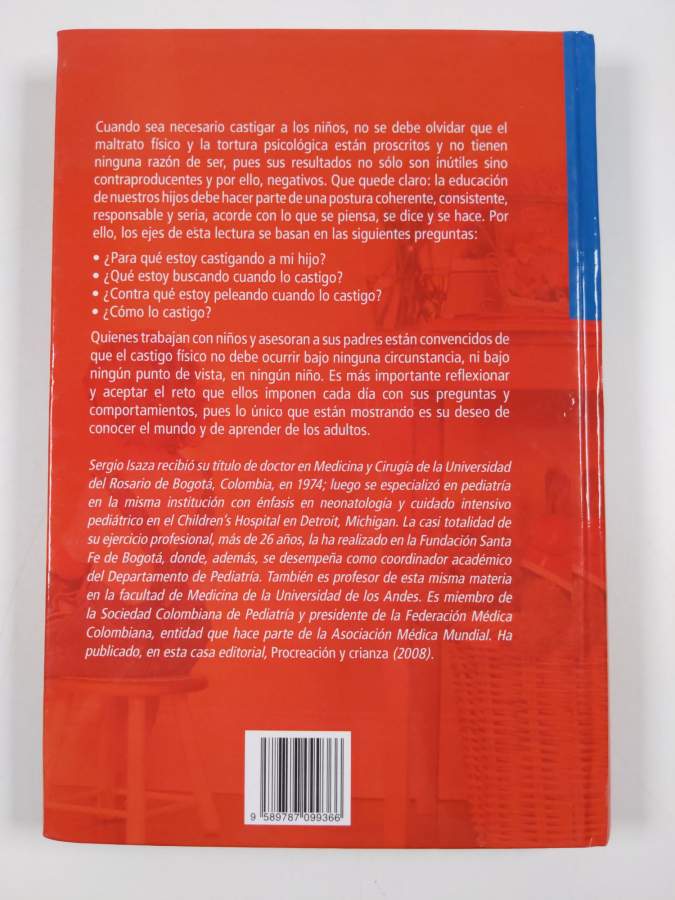 Cuando sea necesario castigar a los niños, no se debe olvidar que el
maltrato físico y la tortura psicológica están proscritos y no tienen
ninguna razón de ser, pues sus resultados no sólo son inútiles sino
contraproducentes y por ello, negativos. Que quede claro: la educación
de nuestros hijos debe hacer parte de una postura coherente, consistente,
responsable y seria, acorde con lo que se piensa, se dice y se hace. Por
ello, los ejes de esta lectura se basan en las siguientes preguntas:
• ¿Para qué estoy castigando a mi hijo?
• ¿Qué estoy buscando cuando lo castigo?
• ¿Contra qué estoy peleando cuando lo castigo?
• ¿Cómo lo castigo?
Quienes trabajan con niños y asesoran a sus padres están convencidos de
que el castigo físico no debe ocurrir bajo ninguna circunstancia, ni bajo
ningún punto de vista, en ningún niño. Es más importante reflexionar
y aceptar el reto que ellos imponen cada día con sus preguntas y
comportamientos, pues lo único que están mostrando es su deseo de
conocer el mundo y de aprender de los adultos.
Sergio Isaza recibió su título de doctor en Medicina y Cirugía de la Universidad
del Rosario de Bogotá, Colombia, en 1974; luego se especializó en pediatría
en la misma institución con énfasis en neonatología y cuidado intensivo
pediátrico en el Children's Hospital en Detroit, Michigan. La casi totalidad de
su ejercicio profesional, más de 26 años, la ha realizado en la Fundación Santa
Fe de Bogotá, donde, además, se desempeña como coordinador académico
del Departamento de Pediatría. También es profesor de esta misma materia
en la facultad de Medicina de la Universidad de los Andes. Es miembro de
la Sociedad Colombiana de Pediatría y presidente de la Federación Médica
Colombiana, entidad que hace parte de la Asociación Médica Mundial. Ha
publicado, en esta casa editorial, Procreación y crianza (2008).
9 589787 099366